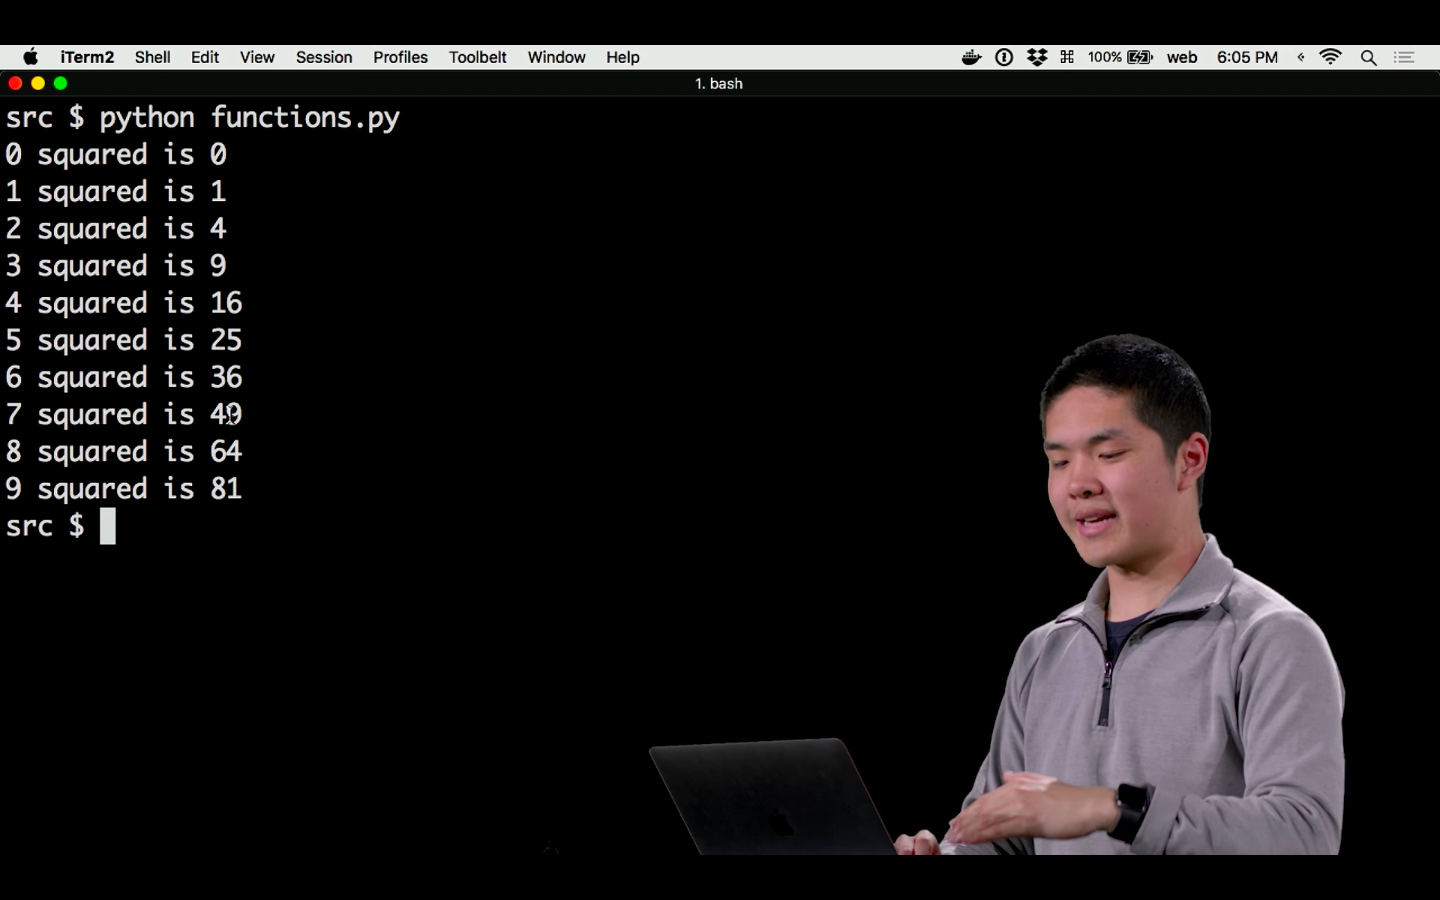 iTerm2 Shell Edit View Session Profiles Toolbelt Window Help 100% web 6:05 PM
1. bash
src $ python functions.py
0 squared is 0
1 squared is 1
2 squared is 4
3 squared is 9
4 squared is 16
5 squared is 25
6 squared is 36
7 squared is 49
8 squared is 64
9 squared is 81
src $